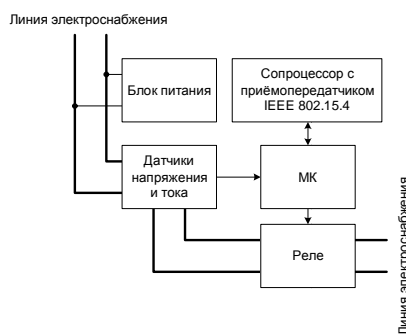 Линия электроснабжения
Блок питания
Сопроцессор с
приёмопередатчиком
IEEE 802.15.4
Датчики
напряжения
и тока
МК
Реле
Линия электроснабжения